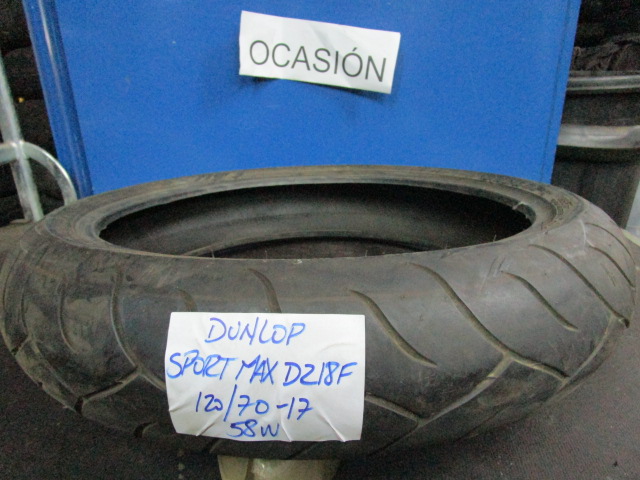 OCASIÓN
DUNLOP
SPORT MAX D218F
120/70-17
58W